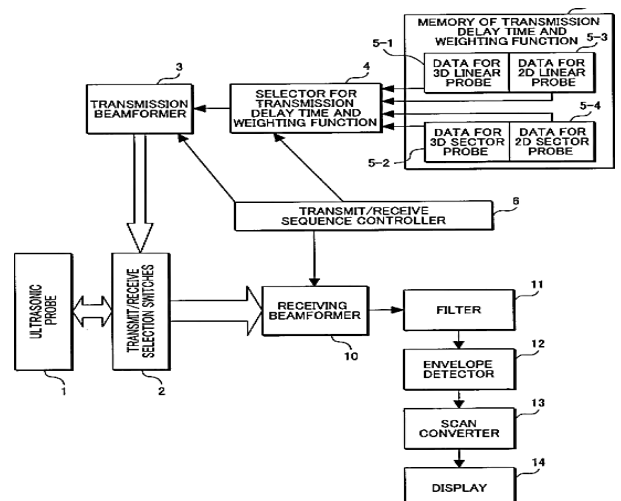 MEMORY OF TRANSMISSION
DELAY TIME AND
WEIGHTING FUNCTION
5-1
5-3
DATA FOR
3D LINEAR
PROBE
DATA FOR
2D LINEAR
PROBE
5-4
DATA FOR
3D SECTOR
PROBE
DATA FOR
2D SECTOR
PROBE
5-2
3
TRANSMISSION
BEAMFORMER
4
SELECTOR FOR
TRANSMISSION
DELAY TIME AND
WEIGHTING FUNCTION
6
TRANSMIT/RECEIVE
SEQUENCE CONTROLLER
ULTRASONIC
PROBE
1
TRANSMIT/RECEIVE
SELECTION SWITCHES
2
RECEIVING
BEAMFORMER
10
FILTER
11
ENVELOPE
DETECTOR
12
SCAN
CONVERTER
13
DISPLAY
14